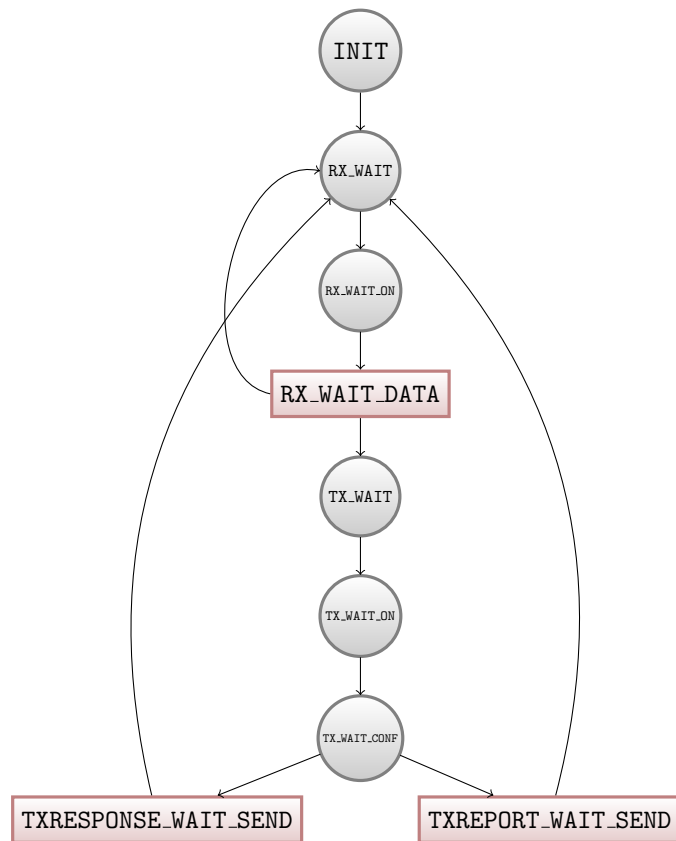 INIT
RX_WAIT
RX_WAIT_ON
RX_WAIT_DATA
TX_WAIT
TX_WAIT_ON
TX_WAIT_CONF
TXRESPONSE_WAIT_SEND
TXREPORT_WAIT_SEND